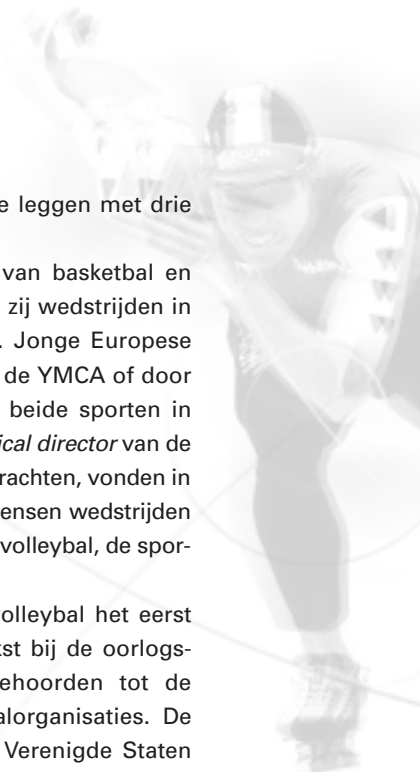 leggen met drie
van basketbal en
zij wedstrijden in
. Jonge Europese
de YMCA of door
beide sporten in
ical director van de
rachten, vonden in
ensen wedstrijden
volleybal, de spor-
olleybal het eerst
st bij de oorlogs-
ehoorden tot de
alorganisaties. De
Verenigde Staten